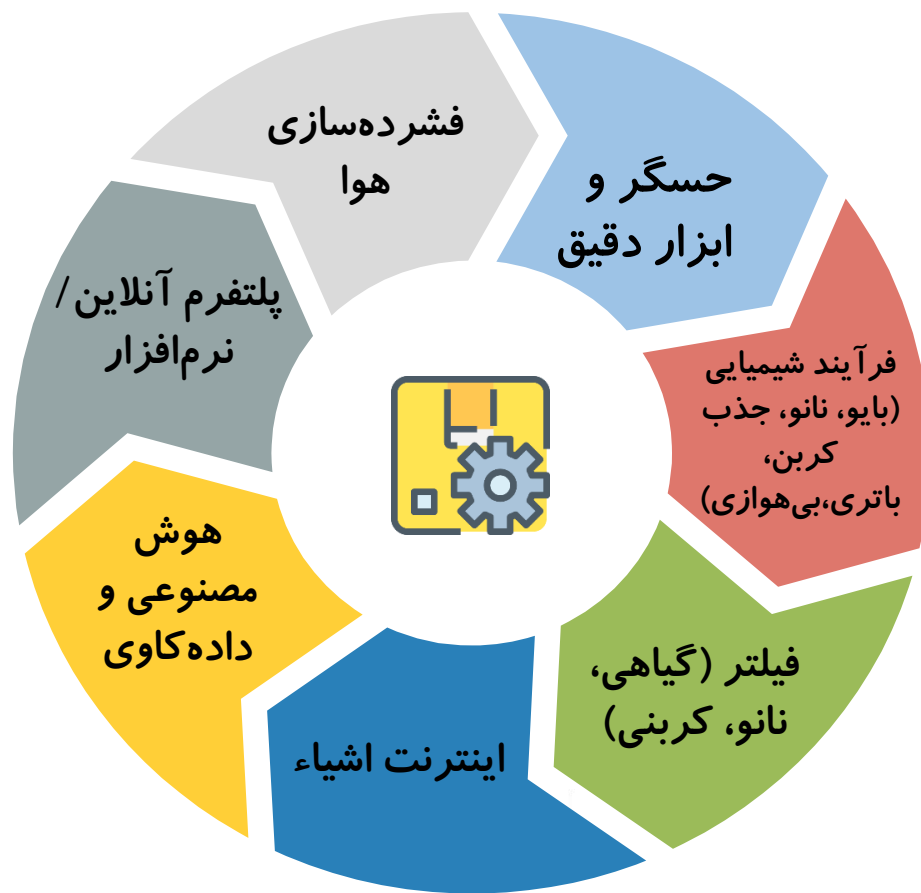 فشرده‌سازی
هوا
حسگر و
ابزار دقیق
فرآیند شیمیایی
(بایو، نانو، جذب
کربن،
باتری،بی‌هوازی)
فیلتر (گیاهی،
نانو، کربنی)
اینترنت اشیاء
هوش
مصنوعی و
داده‌کاوی
پلتفرم آنلاین/
نرم‌افزار